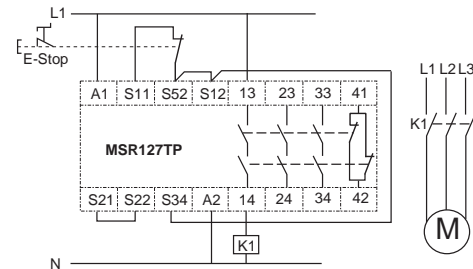 L1
E-Stop
A1 S11 S52 S12 13 23 33 41
MSR127TP
S21 S22 S34 A2 14 24 34 42
K1
N
L1 L2 L3
K1
M